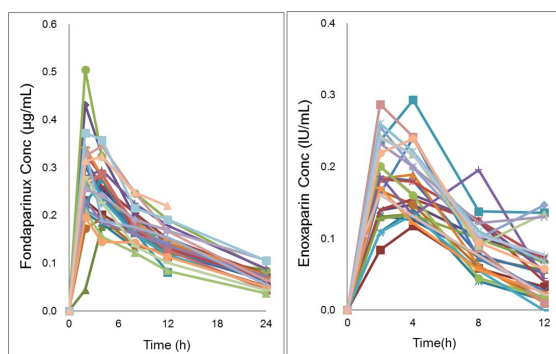 Fondaparinux Conc (µg/mL)
0.6
0.5
0.4
0.3
0.2
0.1
0.0
0 6 12 18 24
Time (h)
Enoxaparin Conc (IU/mL)
0.4
0.3
0.2
0.1
0.0
0 4 8 12
Time(h)